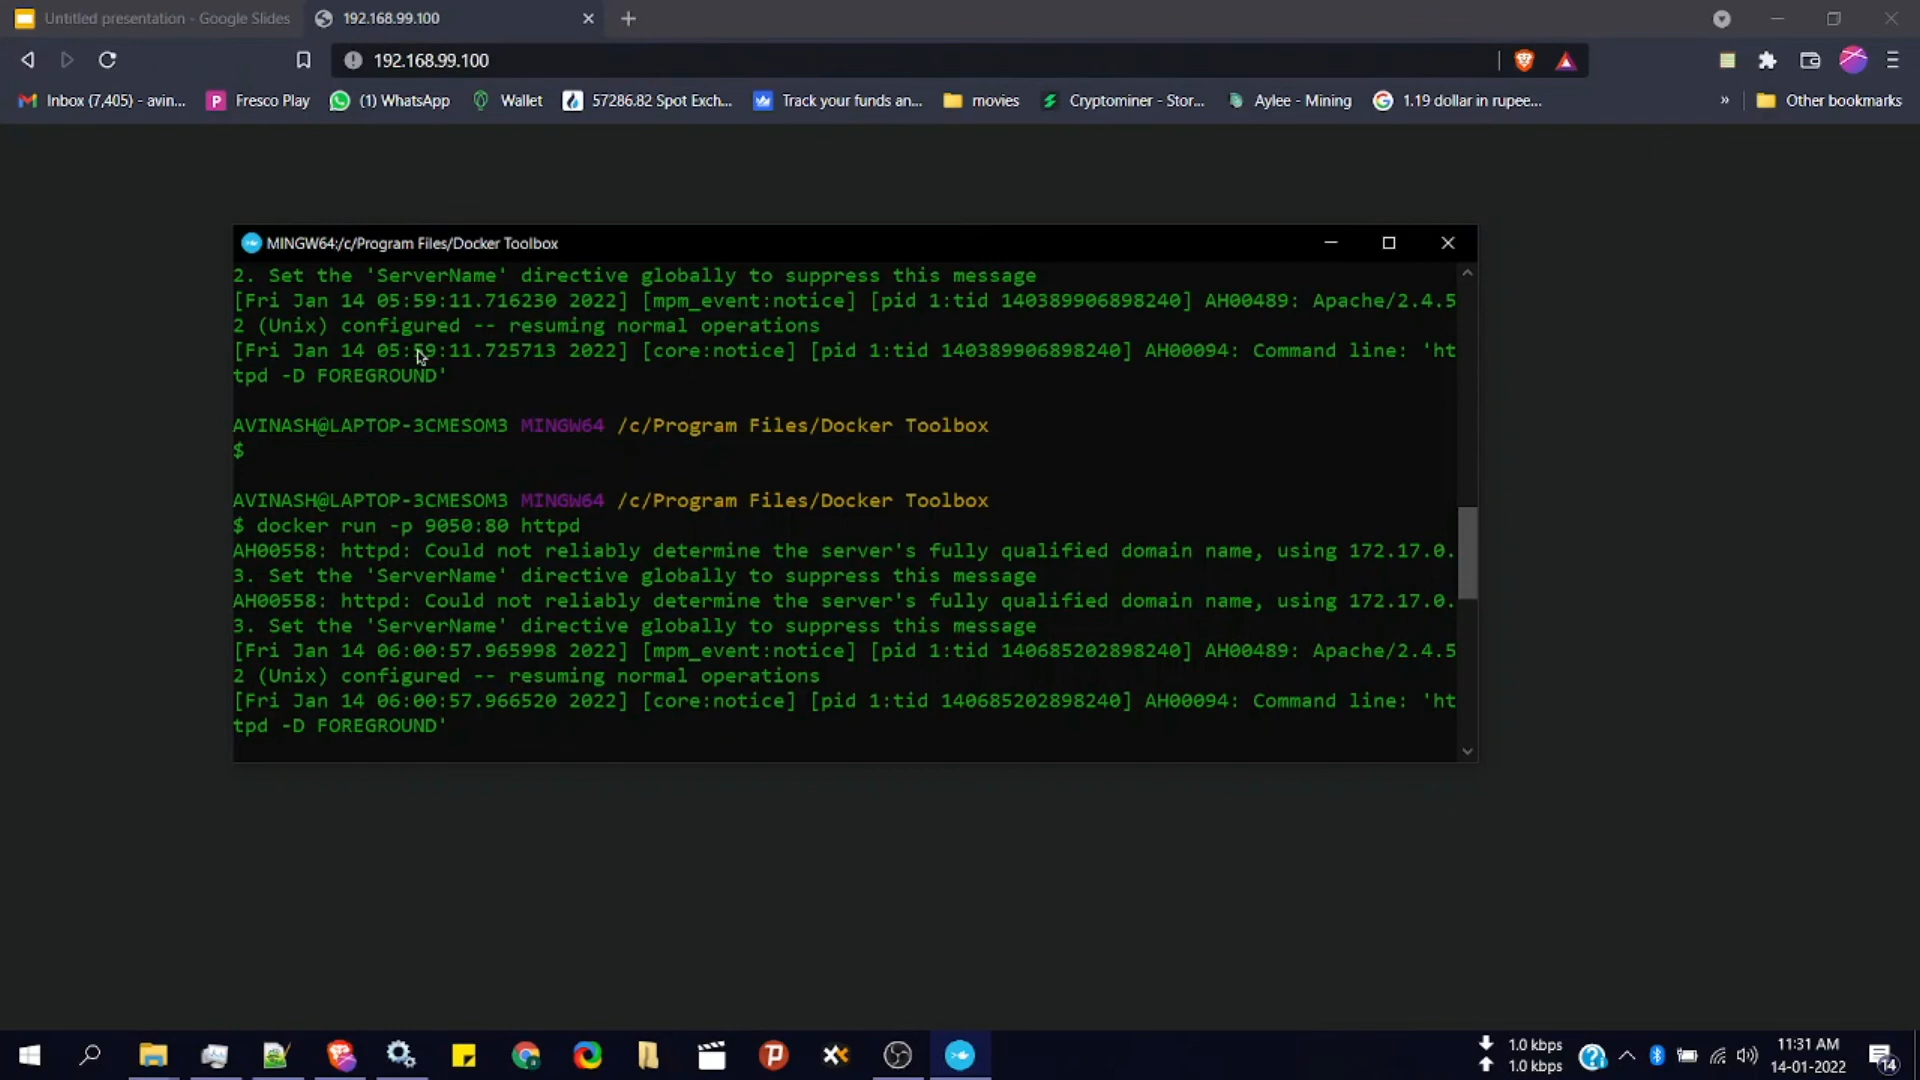 Untitled presentation - Google Slides
192.168.99.100
192.168.99.100
Inbox (7,405) - avin...
Fresco Play
(1) WhatsApp
Wallet
57286.82 Spot Exch...
Track your funds an...
movies
Cryptominer - Stor...
Aylee - Mining
1.19 dollar in rupee...
»
Other bookmarks
MINGW64:/c/Program Files/Docker Toolbox
2. Set the 'ServerName' directive globally to suppress this message
[Fri Jan 14 05:59:11.716230 2022] [mpm_event:notice] [pid 1:tid 140389906898240] AH00489: Apache/2.4.5
2 (Unix) configured -- resuming normal operations
[Fri Jan 14 05:59:11.725713 2022] [core:notice] [pid 1:tid 140389906898240] AH00094: Command line: 'ht
tpd -D FOREGROUND'
AVINASH@LAPTOP-3CMESOM3 MINGW64 /c/Program Files/Docker Toolbox
$
AVINASH@LAPTOP-3CMESOM3 MINGW64 /c/Program Files/Docker Toolbox
$ docker run -p 9050:80 httpd
AH00558: httpd: Could not reliably determine the server's fully qualified domain name, using 172.17.0.
3. Set the 'ServerName' directive globally to suppress this message
AH00558: httpd: Could not reliably determine the server's fully qualified domain name, using 172.17.0.
3. Set the 'ServerName' directive globally to suppress this message
[Fri Jan 14 06:00:57.965998 2022] [mpm_event:notice] [pid 1:tid 140685202898240] AH00489: Apache/2.4.5
2 (Unix) configured -- resuming normal operations
[Fri Jan 14 06:00:57.966520 2022] [core:notice] [pid 1:tid 140685202898240] AH00094: Command line: 'ht
tpd -D FOREGROUND'
1.0 kbps
1.0 kbps
11:31 AM
14-01-2022
14